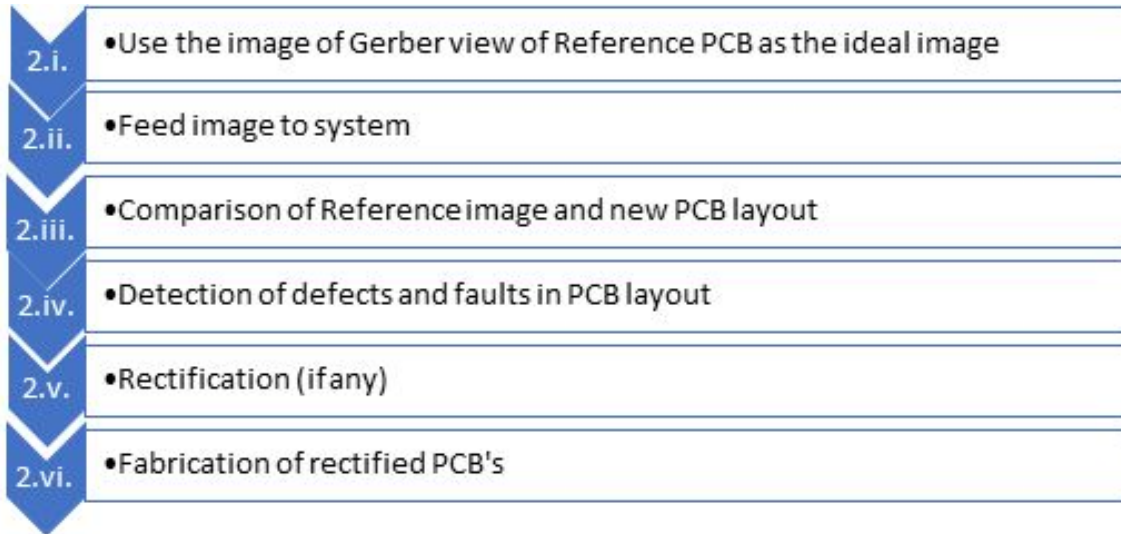 2.i. •Use the image of Gerber view of Reference PCB as the ideal image
2.ii. •Feed image to system
2.iii. •Comparison of Reference image and new PCB layout
2.iv. •Detection of defects and faults in PCB layout
2.v. •Rectification (if any)
2.vi. •Fabrication of rectified PCB's